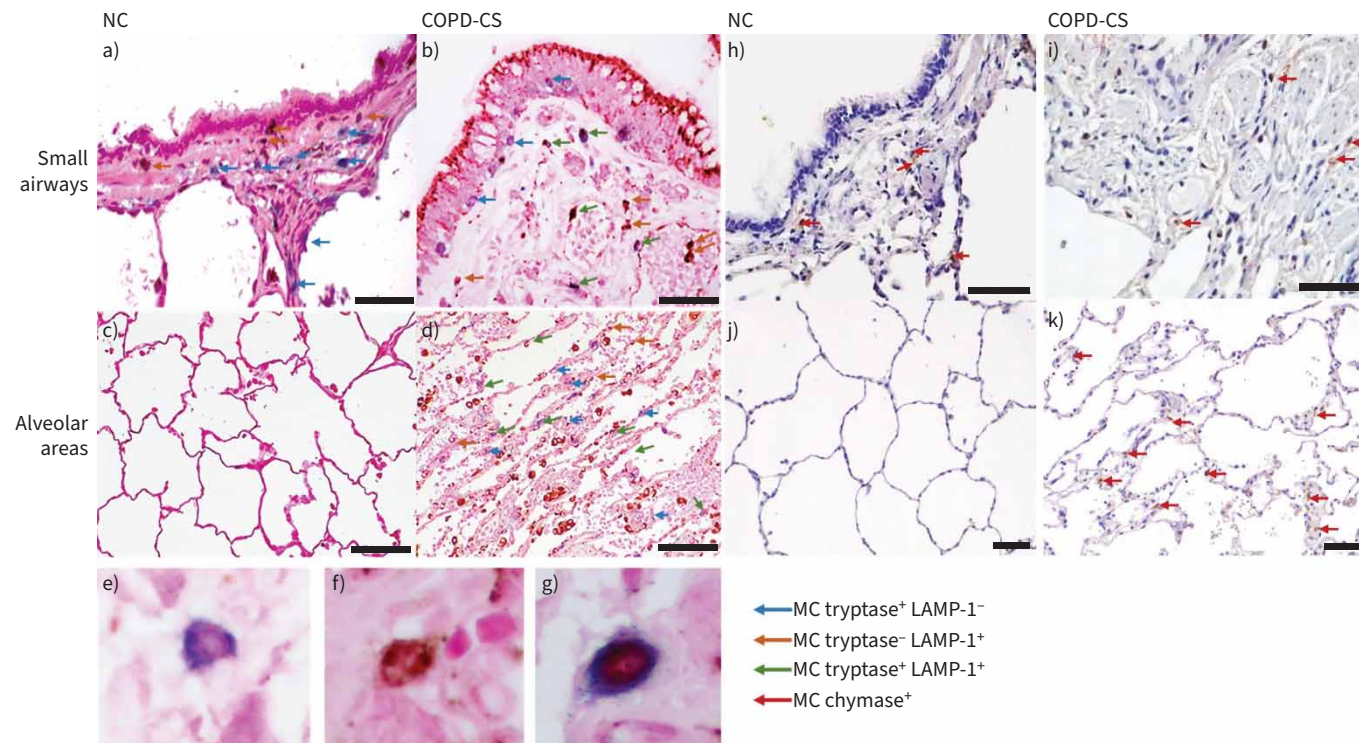 NC
COPD-CS
NC
COPD-CS
a)
b)
h)
i)
Small
airways
c)
d)
j)
k)
Alveolar
areas
e)
f)
g)
MC tryptase⁺ LAMP-1⁻
MC tryptase⁻ LAMP-1⁺
MC tryptase⁺ LAMP-1⁺
MC chymase⁺